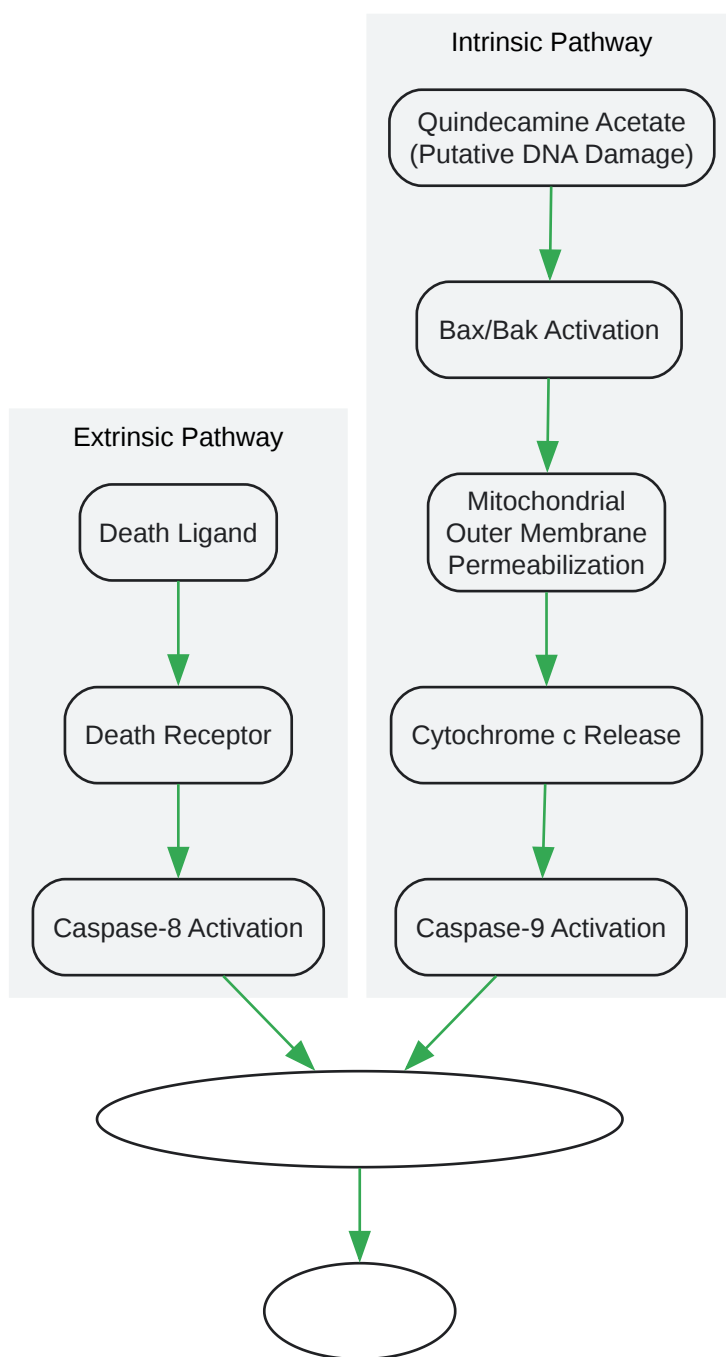 Intrinsic Pathway
Quindecamine Acetate
(Putative DNA Damage)
Bax/Bak Activation
Mitochondrial
Outer Membrane
Permeabilization
Cytochrome c Release
Caspase-9 Activation
Extrinsic Pathway
Death Ligand
Death Receptor
Caspase-8 Activation